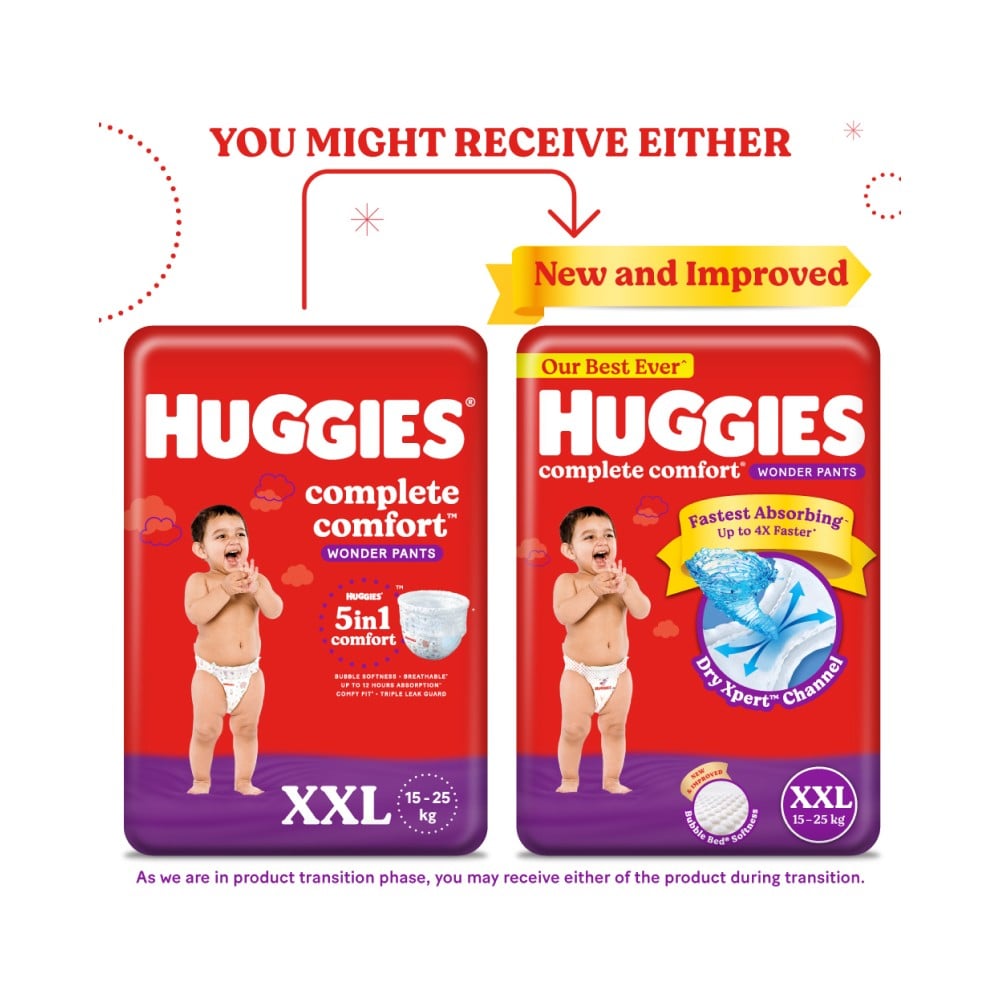 YOU MIGHT RECEIVE EITHER
New and Improved
HUGGIES®
complete
comfort™
WONDER PANTS
HUGGIES®
5in1™
comfort
BUBBLE SOFTNESS • BREATHABLE*
UP TO 12 HOURS ABSORPTION**
COMFY FIT* • TRIPLE LEAK GUARD
XXL
15-25
kg
Our Best Ever^
HUGGIES
complete comfort® WONDER PANTS
Fastest Absorbing~
Up to 4X Faster*
Dry Xpert™ Channel
NEW
& IMPROVED
Bubble Bed® Softness
XXL
15-25 kg
As we are in product transition phase, you may receive either of the product during transition.